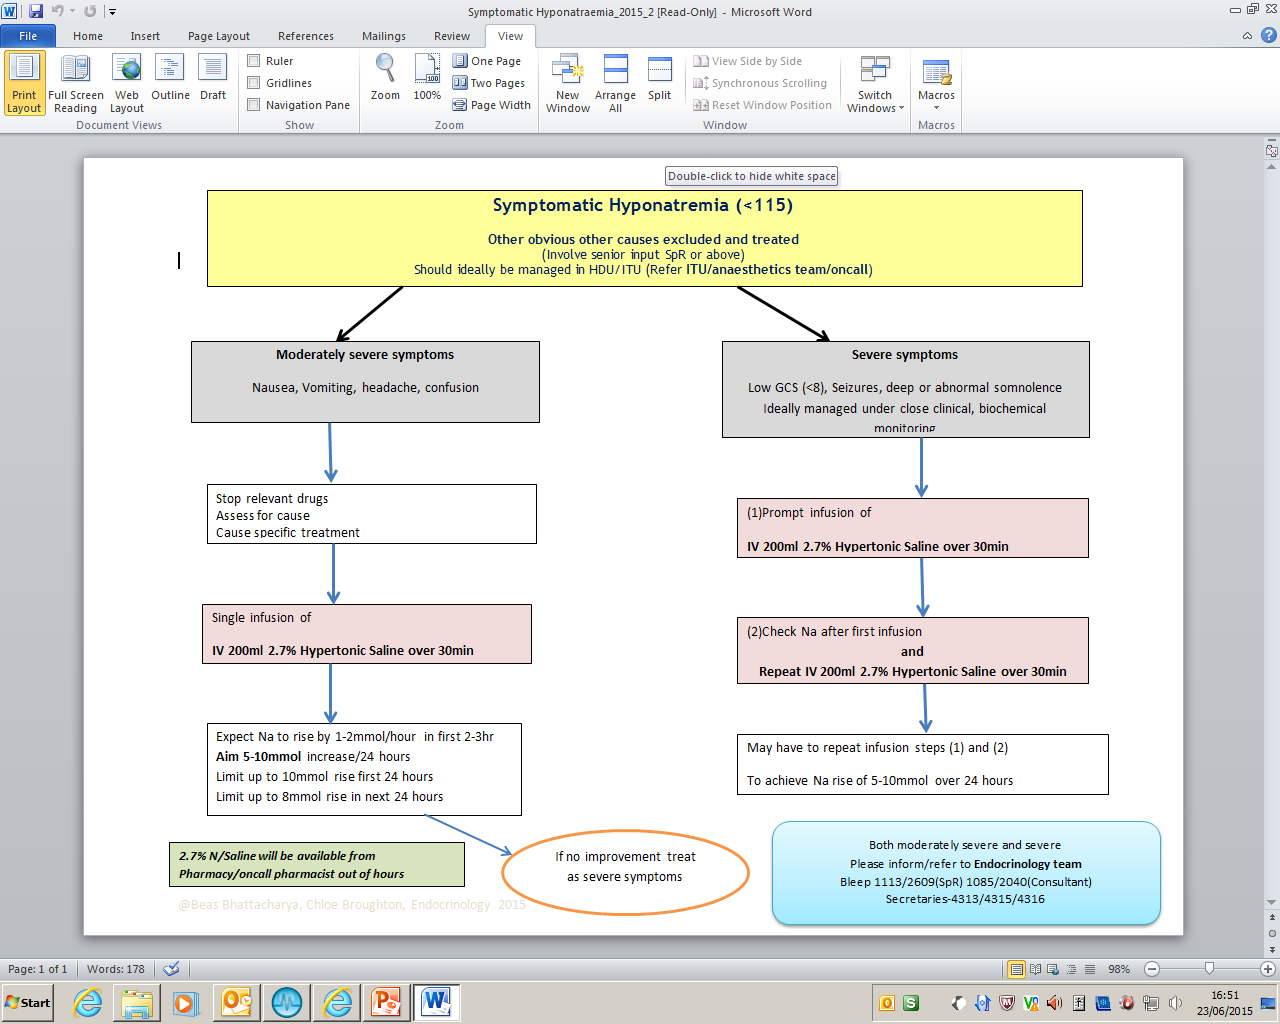 Symptomatic Hyponatraemia_2015_2 [Read-Only] - Microsoft Word
File Home Insert Page Layout References Mailings Review View
Print Layout
Full Screen Reading
Web Layout
Outline
Draft
Document Views
Ruler
Gridlines
Navigation Pane
Show
Zoom
100%
One Page
Two Pages
Page Width
Zoom
New Window
Arrange All
Split
View Side by Side
Synchronous Scrolling
Reset Window Position
Window
Switch Windows
Macros
Macros
Double-click to hide white space
Symptomatic Hyponatremia (<115)
Other obvious other causes excluded and treated
(Involve senior input SpR or above)
Should ideally be managed in HDU/ITU (Refer ITU/anaesthetics team/oncall)
Moderately severe symptoms
Nausea, Vomiting, headache, confusion
Severe symptoms
Low GCS (<8), Seizures, deep or abnormal somnolence
Ideally managed under close clinical, biochemical
monitoring
Stop relevant drugs
Assess for cause
Cause specific treatment
(1)Prompt infusion of
IV 200ml 2.7% Hypertonic Saline over 30min
Single infusion of
IV 200ml 2.7% Hypertonic Saline over 30min
(2)Check Na after first infusion
and
Repeat IV 200ml 2.7% Hypertonic Saline over 30min
Expect Na to rise by 1-2mmol/hour in first 2-3hr
Aim 5-10mmol increase/24 hours
Limit up to 10mmol rise first 24 hours
Limit up to 8mmol rise in next 24 hours
May have to repeat infusion steps (1) and (2)
To achieve Na rise of 5-10mmol over 24 hours
2.7% N/Saline will be available from
Pharmacy/oncall pharmacist out of hours
If no improvement treat
as severe symptoms
Both moderately severe and severe
Please inform/refer to Endocrinology team
Bleep 1113/2609(SpR) 1085/2040(Consultant)
Secretaries-4313/4315/4316
@Beas Bhattacharya, Chloe Broughton, Endocrinology 2015
Page: 1 of 1 Words: 178
98%
Start
16:51
23/06/2015